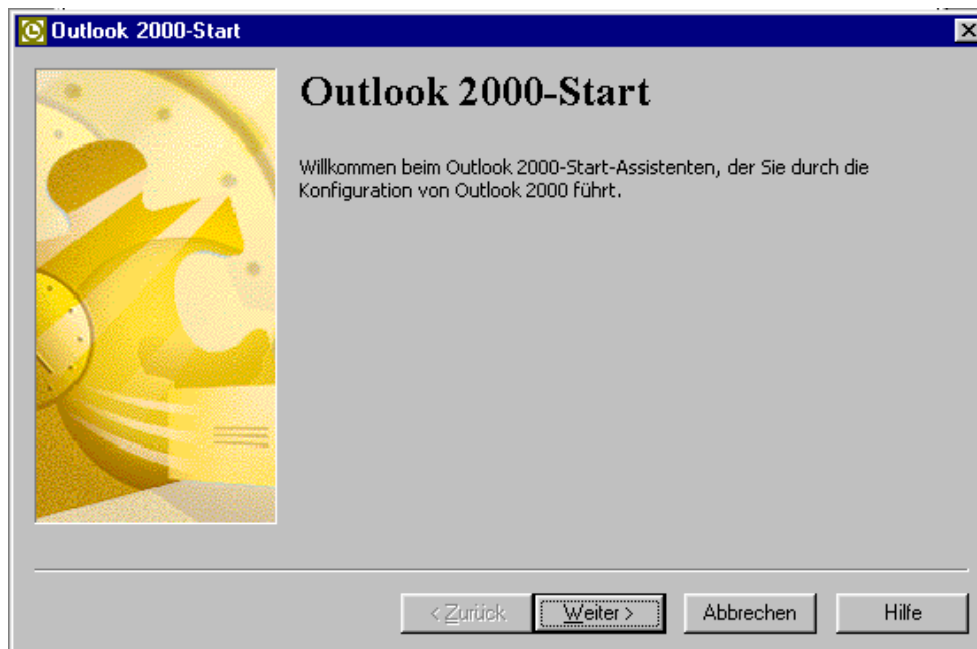 Outlook 2000-Start
Outlook 2000-Start
Willkommen beim Outlook 2000-Start-Assistenten, der Sie durch die
Konfiguration von Outlook 2000 führt.
< Zurück
Weiter >
Abbrechen
Hilfe